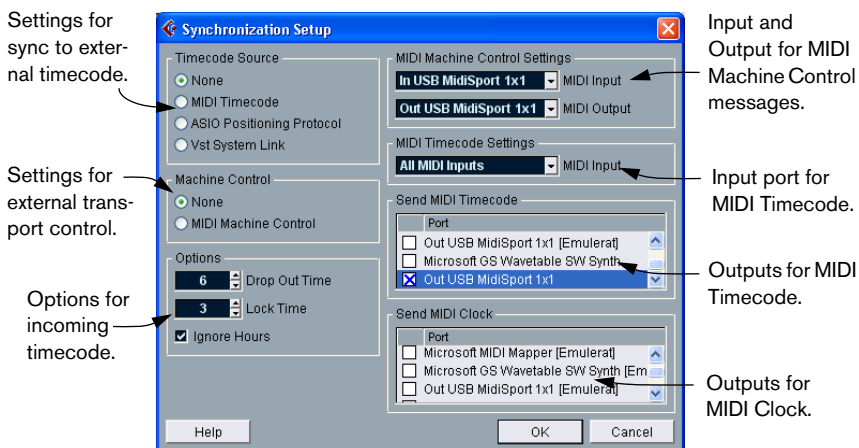 Settings for
sync to exter-
nal timecode.
Settings for
external trans-
port control.
Options for
incoming
timecode.
Synchronization Setup
Timecode Source
None
MIDI Timecode
ASIO Positioning Protocol
Vst System Link
Machine Control
None
MIDI Machine Control
Options
6 Drop Out Time
3 Lock Time
Ignore Hours
MIDI Machine Control Settings
In USB MidiSport 1x1 MIDI Input
Out USB MidiSport 1x1 MIDI Output
MIDI Timecode Settings
All MIDI Inputs MIDI Input
Send MIDI Timecode
Port
Out USB MidiSport 1x1 [Emulerat]
Microsoft GS Wavetable SW Synth
Out USB MidiSport 1x1
Send MIDI Clock
Port
Microsoft MIDI Mapper [Emulerat]
Microsoft GS Wavetable SW Synth [Em
Out USB MidiSport 1x1 [Emulerat]
Help
OK
Cancel
Input and
Output for MIDI
Machine Control
messages.
Input port for
MIDI Timecode.
Outputs for MIDI
Timecode.
Outputs for
MIDI Clock.